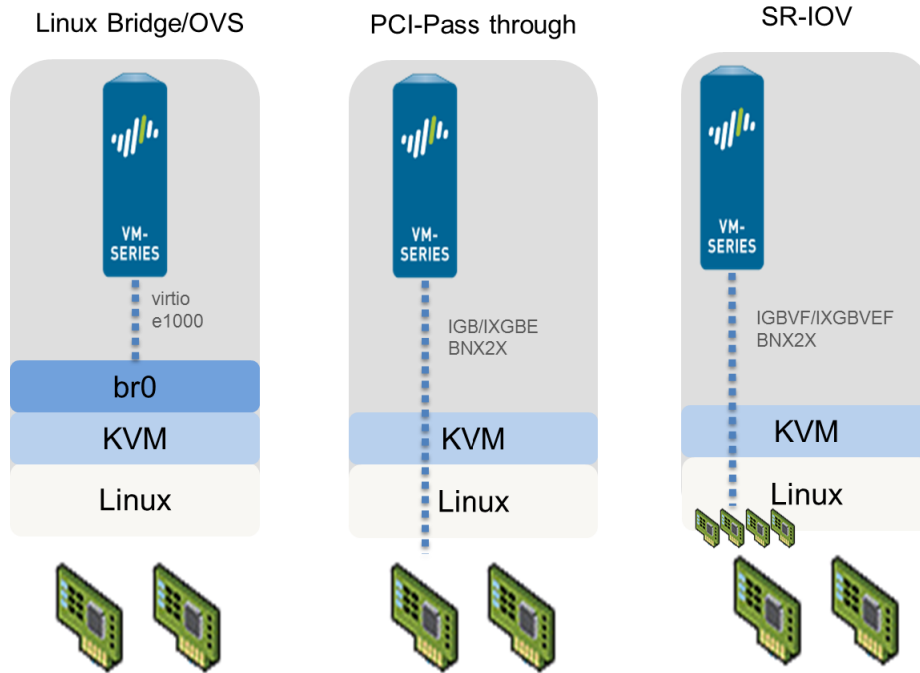 Linux Bridge/OVS
VM-
SERIES
virtio
e1000
br0
KVM
Linux
PCI-Pass through
VM-
SERIES
IGB/IXGBE
BNX2X
KVM
Linux
SR-IOV
VM-
SERIES
IGBVF/IXGBVEF
BNX2X
KVM
Linux